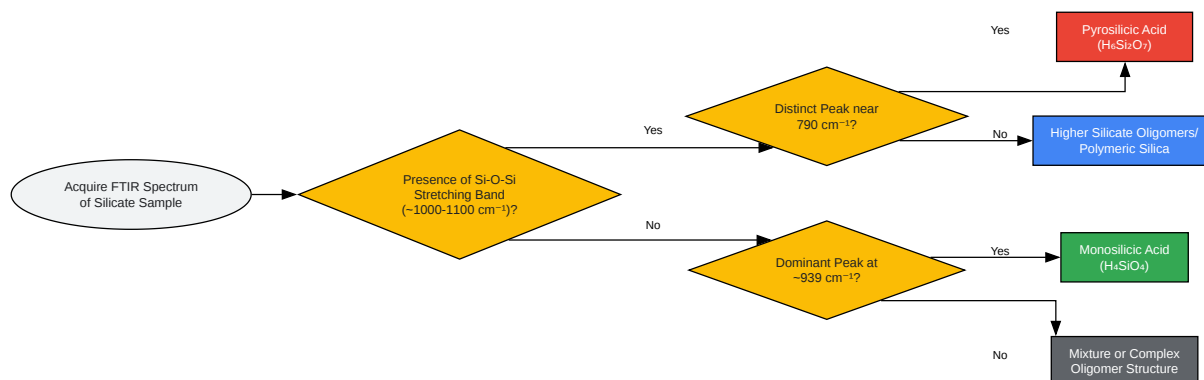 Acquire FTIR Spectrum
of Silicate Sample
Presence of Si-O-Si
Stretching Band
(~1000-1100 cm⁻¹)?
Yes
No
Distinct Peak near
790 cm⁻¹?
Yes
No
Pyrosilicic Acid
(H₆Si₂O₇)
Higher Silicate Oligomers/
Polymeric Silica
Dominant Peak at
~939 cm⁻¹?
Yes
No
Monosilicic Acid
(H₄SiO₄)
Mixture or Complex
Oligomer Structure